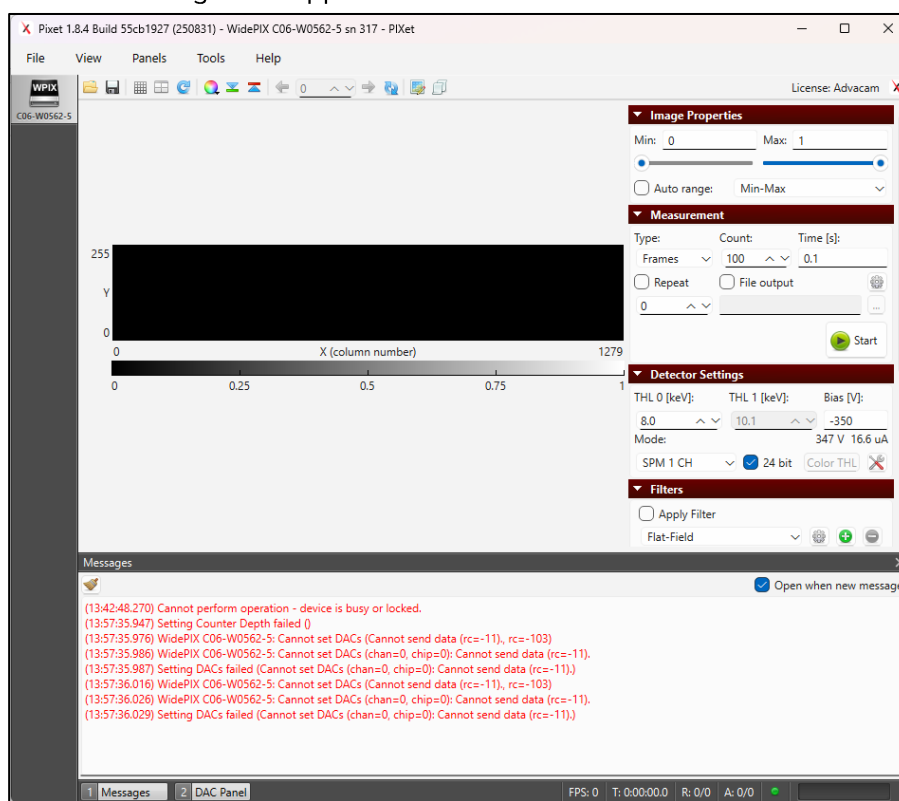 Pixet 1.8.4 Build 55cb1927 (250831) - WidePIX C06-W0562-5 sn 317 - PIXet
File View Panels Tools Help
WPIX
C06-W0562-5
0
License: Advacam
Image Properties
Min: 0 Max: 1
Auto range: Min-Max
Measurement
Type: Count: Time [s]:
Frames 100 0.1
Repeat File output
0 ...
Start
Detector Settings
THL 0 [keV]: THL 1 [keV]: Bias [V]:
8.0 10.1 -350
Mode: 347 V 16.6 uA
SPM 1 CH 24 bit Color THL
Filters
Apply Filter
Flat-Field
255
Y
0
0 X (column number) 1279
0 0.25 0.5 0.75 1
Messages
Open when new message
(13:42:48.270) Cannot perform operation - device is busy or locked.
(13:57:35.947) Setting Counter Depth failed ()
(13:57:35.976) WidePIX C06-W0562-5: Cannot set DACs (Cannot send data (rc=-11)., rc=-103)
(13:57:35.986) WidePIX C06-W0562-5: Cannot set DACs (chan=0, chip=0): Cannot send data (rc=-11).
(13:57:35.987) Setting DACs failed (Cannot set DACs (chan=0, chip=0): Cannot send data (rc=-11).)
(13:57:36.016) WidePIX C06-W0562-5: Cannot set DACs (Cannot send data (rc=-11)., rc=-103)
(13:57:36.026) WidePIX C06-W0562-5: Cannot set DACs (chan=0, chip=0): Cannot send data (rc=-11).
(13:57:36.029) Setting DACs failed (Cannot set DACs (chan=0, chip=0): Cannot send data (rc=-11).)
1 Messages 2 DAC Panel FPS: 0 T: 0:00:00.0 R: 0/0 A: 0/0